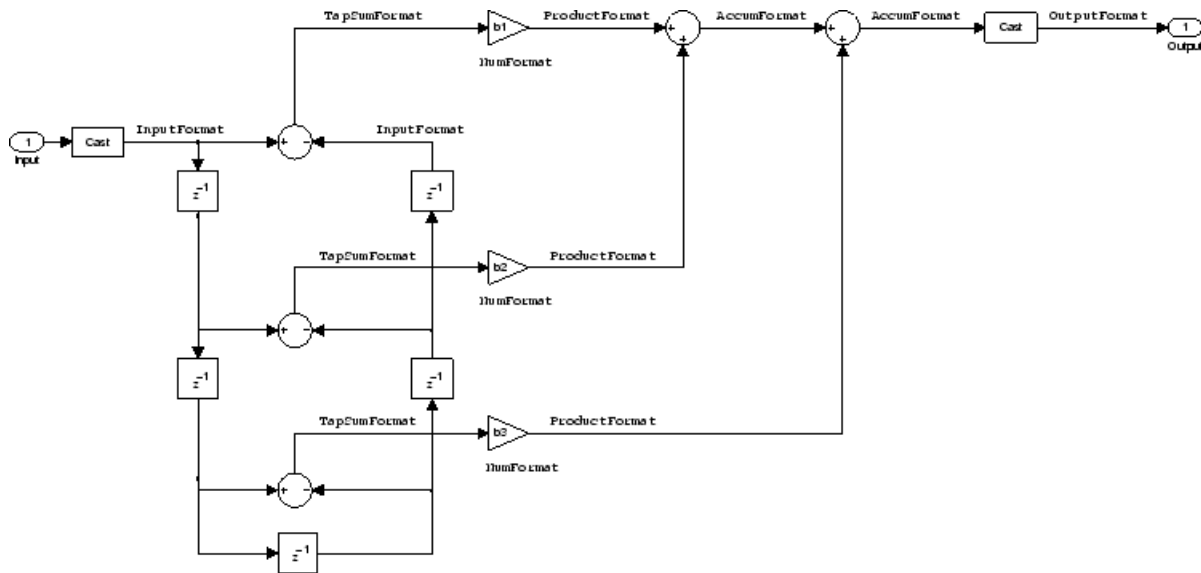 TapSumFormat
b1
ProductFormat
+
+
AccumFormat
+
+
AccumFormat
Cast
OutputFormat
1
Output
NumFormat
1
Input
Cast
InputFormat
+
−
InputFormat
z⁻¹
z⁻¹
TapSumFormat
b2
ProductFormat
NumFormat
+
−
z⁻¹
z⁻¹
TapSumFormat
b3
ProductFormat
NumFormat
+
−
z⁻¹